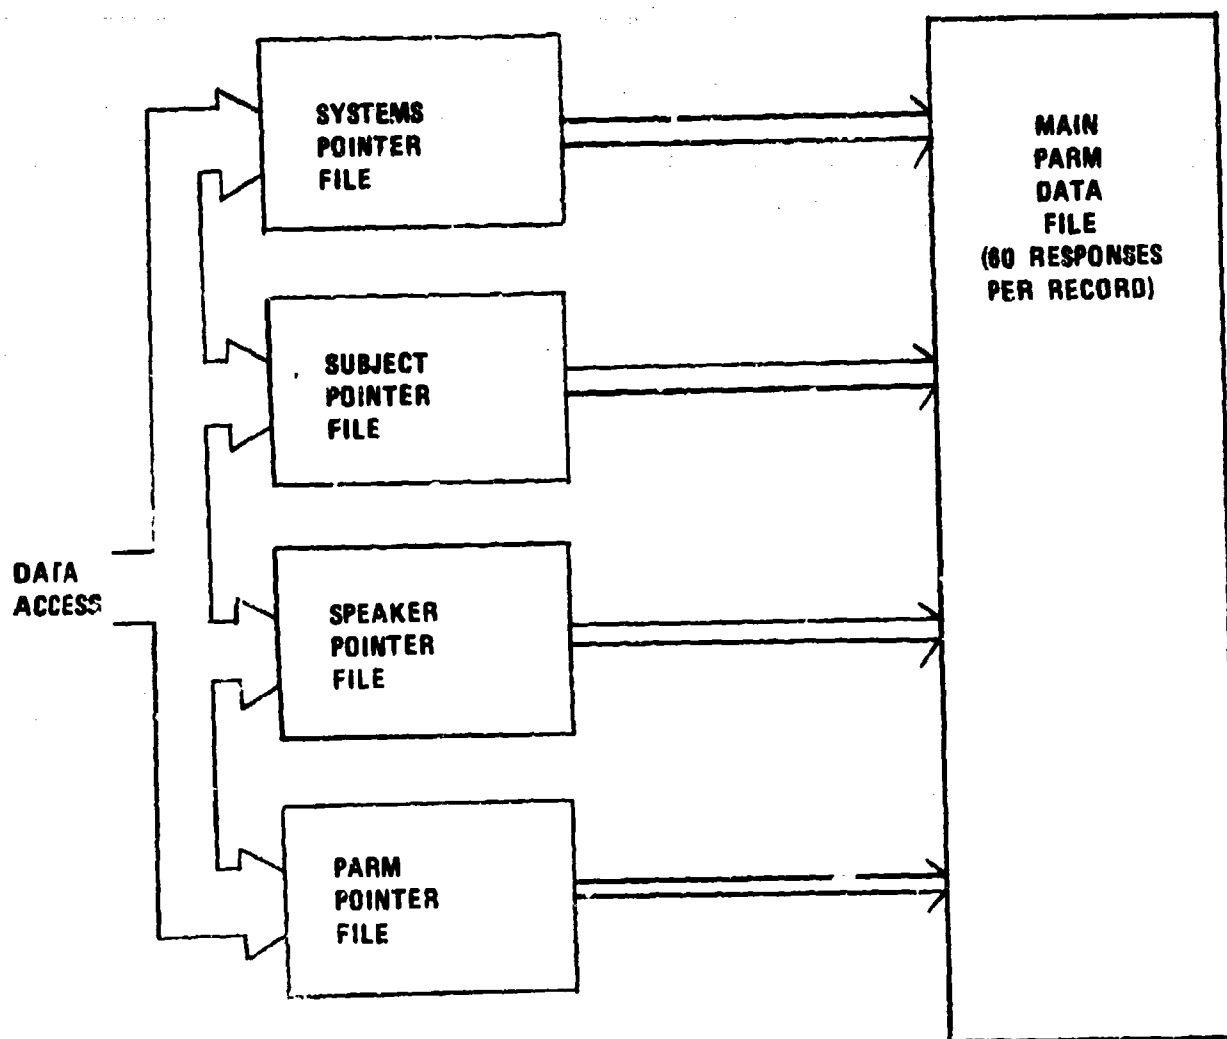 SYSTEMS
POINTER
FILE
MAIN
PARM
DATA
FILE
(60 RESPONSES
PER RECORD)
SUBJECT
POINTER
FILE
DATA
ACCESS
SPEAKER
POINTER
FILE
PARM
POINTER
FILE